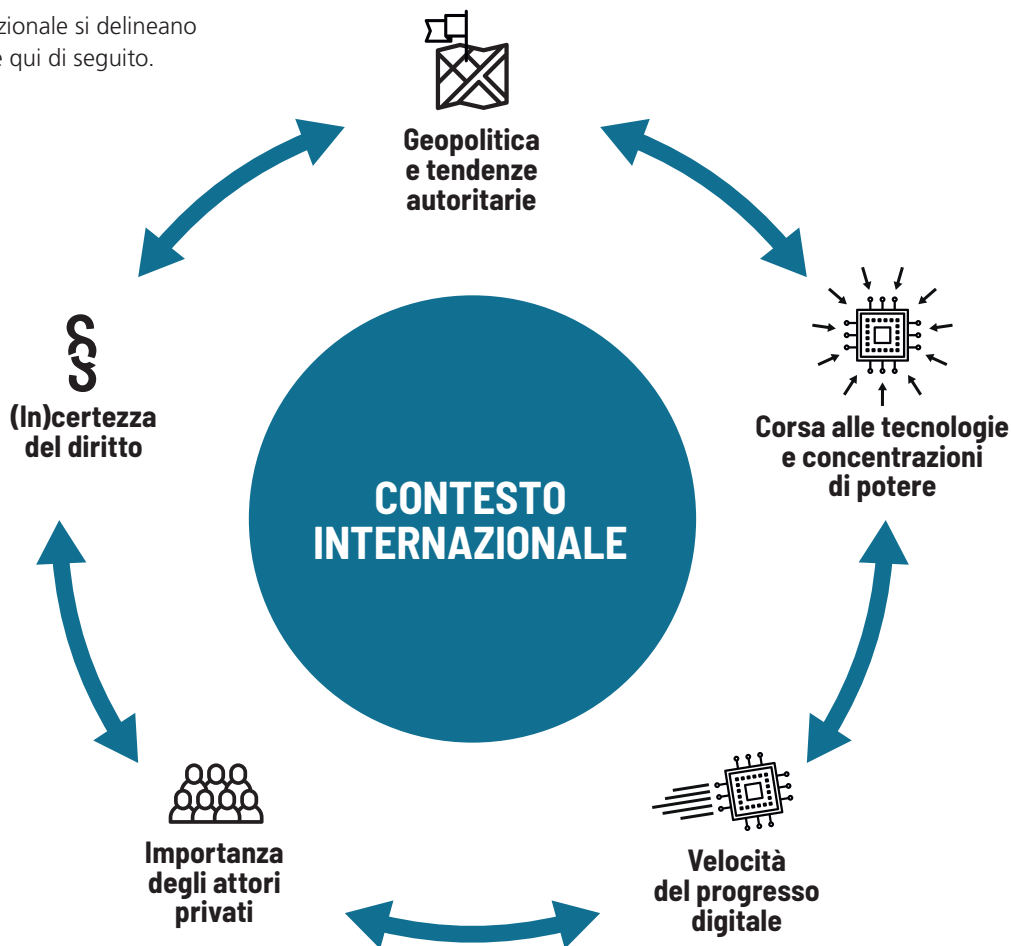 zionale si delineano
e qui di seguito.
Geopolitica
e tendenze
autoritarie
(In)certezza
del diritto
Corsa alle tecnologie
e concentrazioni
di potere
CONTESTO
INTERNAZIONALE
Importanza
degli attori
privati
Velocità
del progresso
digitale